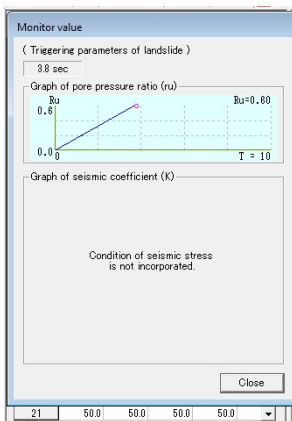 Monitor value
( Triggering parameters of landslide )
3.8 sec
Graph of pore pressure ratio (ru)
Ru
Ru=0.60
0.6
0.0
0
T = 10
Graph of seismic coefficient (K)
Condition of seismic stress
is not incorporated.
Close
21 50.0 50.0 50.0 50.0